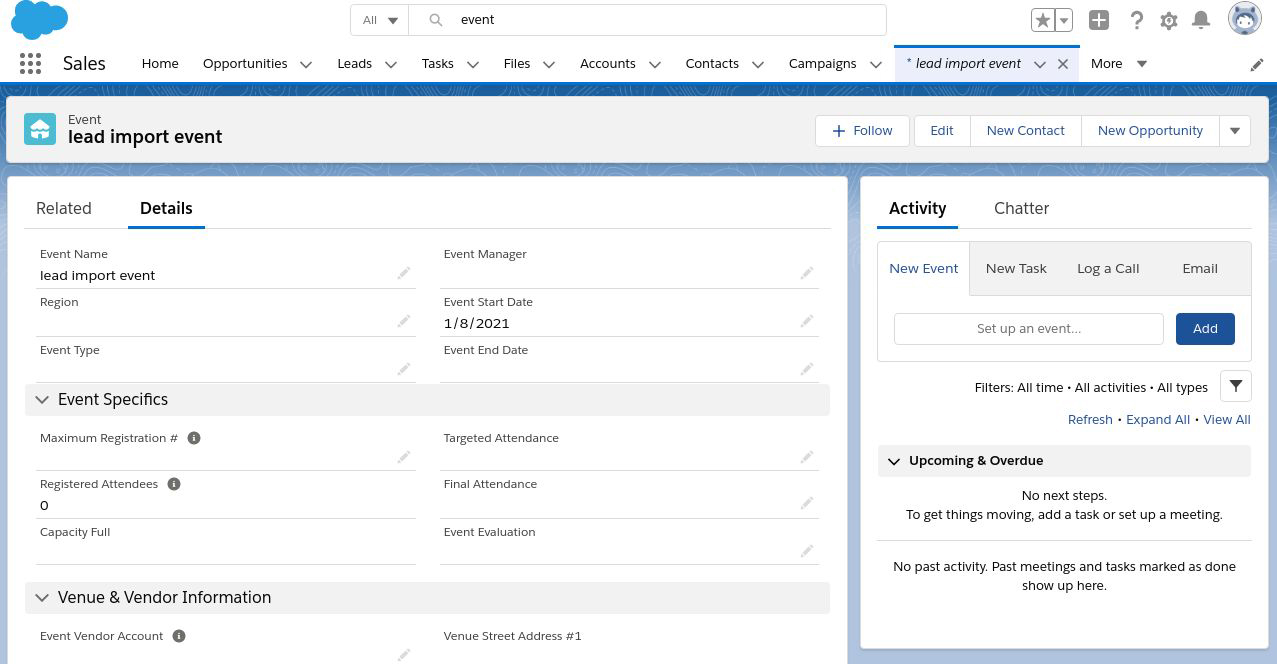 All
event
Sales
Home
Opportunities
Leads
Tasks
Files
Accounts
Contacts
Campaigns
* lead import event
More
Event
lead import event
+ Follow
Edit
New Contact
New Opportunity
Related
Details
Event Name
lead import event
Event Manager
Region
Event Start Date
1/8/2021
Event Type
Event End Date
Event Specifics
Maximum Registration #
Targeted Attendance
Registered Attendees
0
Final Attendance
Capacity Full
Event Evaluation
Venue & Vendor Information
Event Vendor Account
Venue Street Address #1
Activity
Chatter
New Event
New Task
Log a Call
Email
Set up an event...
Add
Filters: All time • All activities • All types
Refresh • Expand All • View All
Upcoming & Overdue
No next steps.
To get things moving, add a task or set up a meeting.
No past activity. Past meetings and tasks marked as done
show up here.